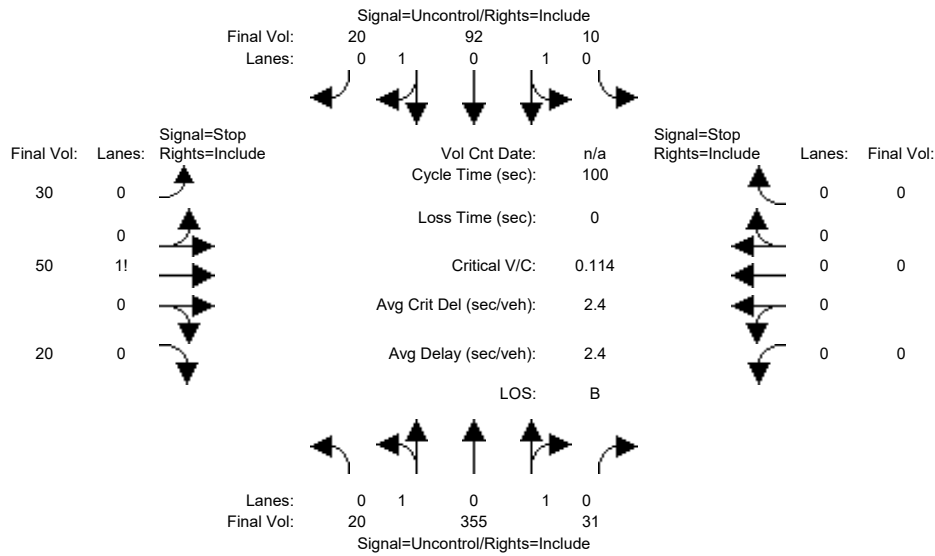 Signal=Uncontrol/Rights=Include
Final Vol: 20 92 10
Lanes: 0 1 0 1 0
Signal=Stop Signal=Stop
Final Vol: Lanes: Rights=Include Vol Cnt Date: n/a Rights=Include Lanes: Final Vol:
Cycle Time (sec): 100
30 0 0 0
Loss Time (sec): 0
0 0
50 1! Critical V/C: 0.114 0 0
0 Avg Crit Del (sec/veh): 2.4 0
20 0 Avg Delay (sec/veh): 2.4 0 0
LOS: B
Lanes: 0 1 0 1 0
Final Vol: 20 355 31
Signal=Uncontrol/Rights=Include